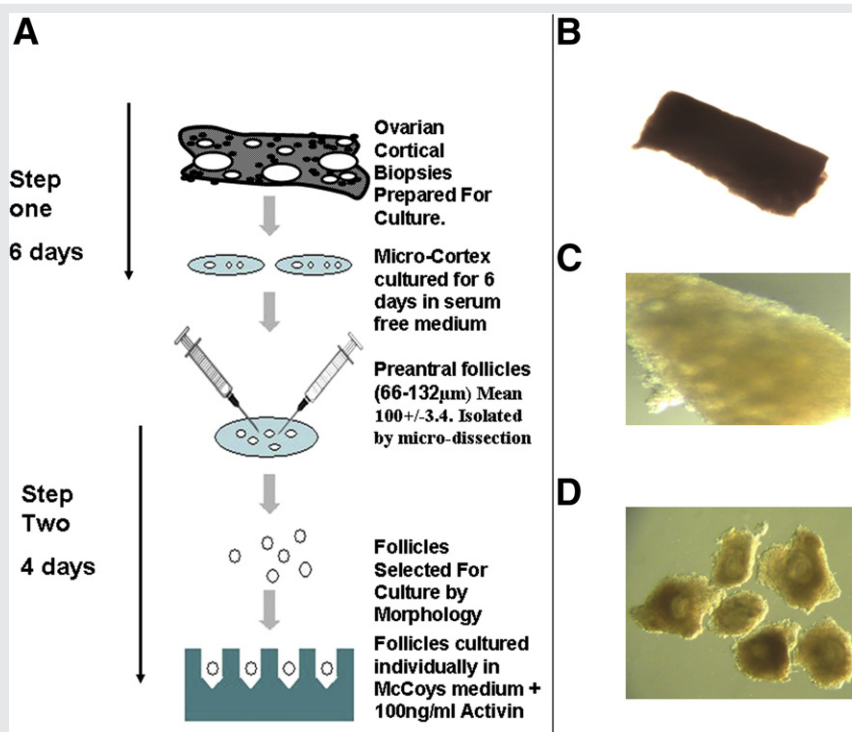 A
Step
one
6 days
Ovarian
Cortical
Biopsies
Prepared For
Culture.
Micro-Cortex
cultured for 6
days in serum
free medium
Preantral follicles
(66-132µm) Mean
100+/-3.4. Isolated
by micro-dissection
Step
Two
4 days
Follicles
Selected For
Culture by
Morphology
Follicles cultured
individually in
McCoys medium +
100ng/ml Activin
B
C
D